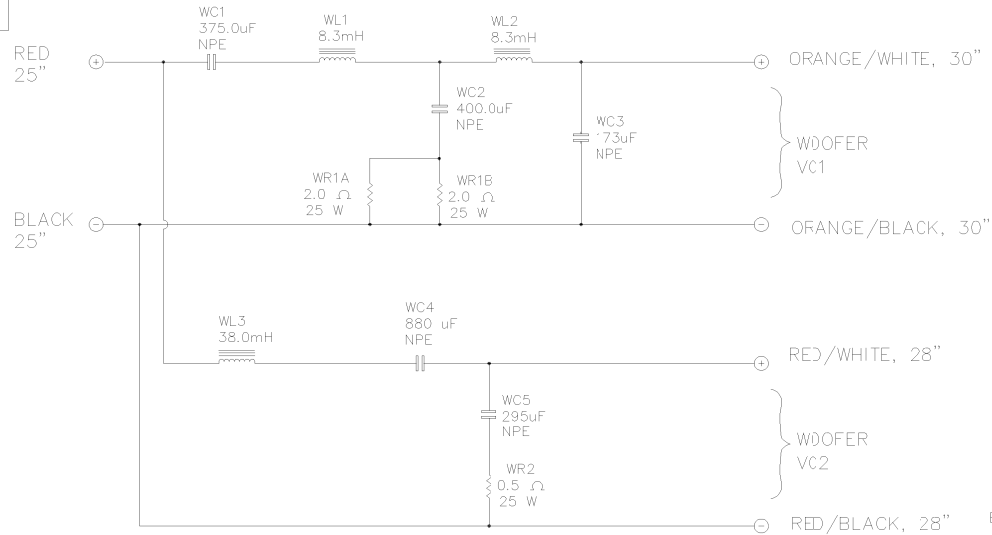 WC1
375.0uF
NPE
WL1
8.3mH
WL2
8.3mH
RED
25"
ORANGE/WHITE, 30"
WC2
400.0uF
NPE
WC3
NPE
WOOFER
VC1
WR1A
2.0 Ω
25 W
WR1B
2.0 Ω
25 W
BLACK
25"
ORANGE/BLACK, 30"
WL3
38.0mH
WC4
880 uF
NPE
RED/WHITE, 28"
WC5
295uF
NPE
WOOFER
VC2
WR2
0.5 Ω
25 W
RED/BLACK, 28"